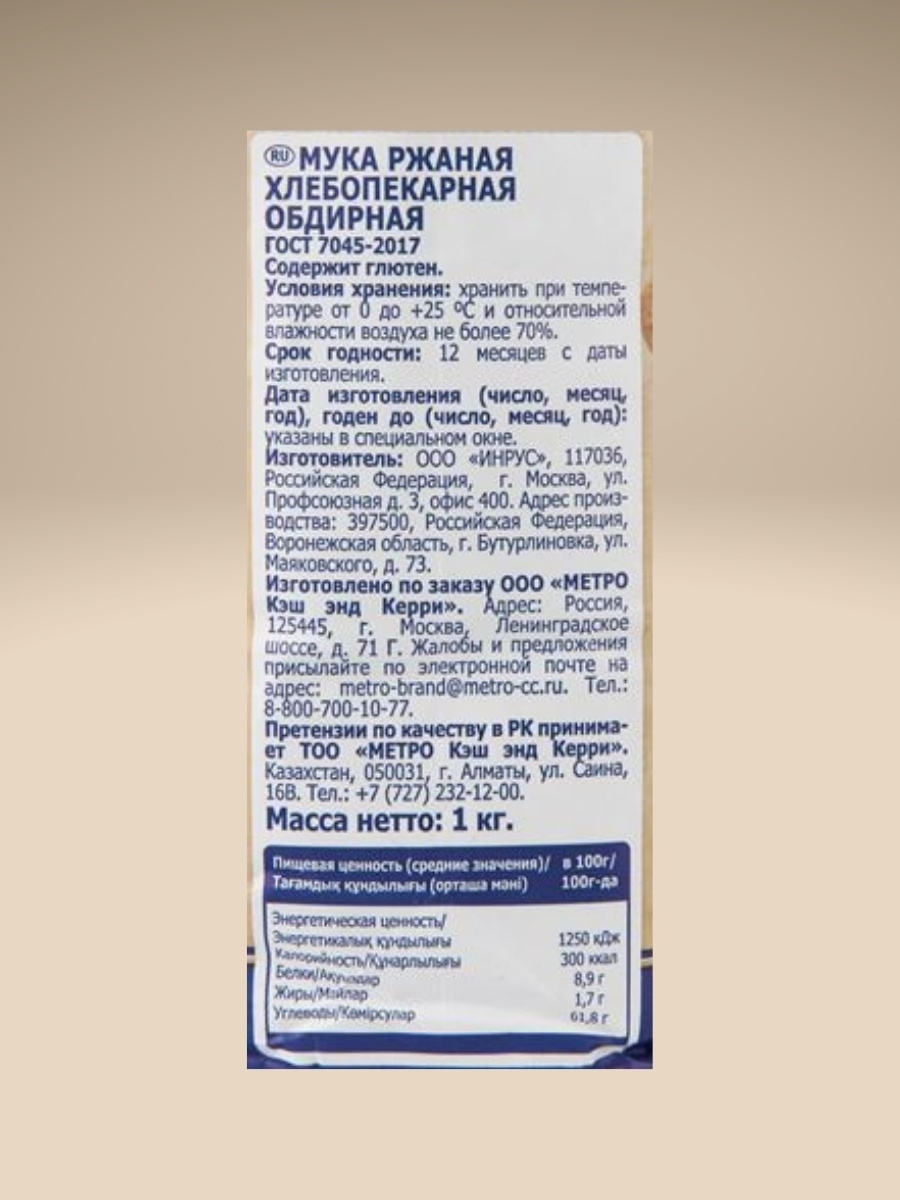 RU МУКА РЖАНАЯ
ХЛЕБОПЕКАРНАЯ
ОБДИРНАЯ
ГОСТ 7045-2017
Содержит глютен.
Условия хранения: хранить при темпе-
ратуре от 0 до +25 ºС и относительной
влажности воздуха не более 70%.
Срок годности: 12 месяцев с даты
изготовления.
Дата изготовления (число, месяц,
год), годен до (число, месяц, год):
указаны в специальном окне.
Изготовитель: ООО «ИНРУС», 117036,
Российская Федерация, г. Москва, ул.
Профсоюзная д. 3, офис 400. Адрес произ-
водства: 397500, Российская Федерация,
Воронежская область, г. Бутурлиновка, ул.
Маяковского, д. 73.
Изготовлено по заказу ООО «МЕТРО
Кэш энд Керри». Адрес: Россия,
125445, г. Москва, Ленинградское
шоссе, д. 71 Г. Жалобы и предложения
присылайте по электронной почте на
адрес: metro-brand@metro-cc.ru. Тел.:
8-800-700-10-77.
Претензии по качеству в РК принима-
ет ТОО «МЕТРО Кэш энд Керри».
Казахстан, 050031, г. Алматы, ул. Саина,
16В. Тел.: +7 (727) 232-12-00.
Масса нетто: 1 кг.
Пищевая ценность (средние значения)/ в 100г/
Тағамдық құндылығы (орташа мәні) 100г-да
Энергетическая ценность/
Энергетикалық құндылығы 1250 кДж
Калорийность/Құнарлылығы 300 ккал
Белки/Ақуыздар 8,9 г
Жиры/Майлар 1,7 г
Углеводы/Көмірсулар 61,8 г